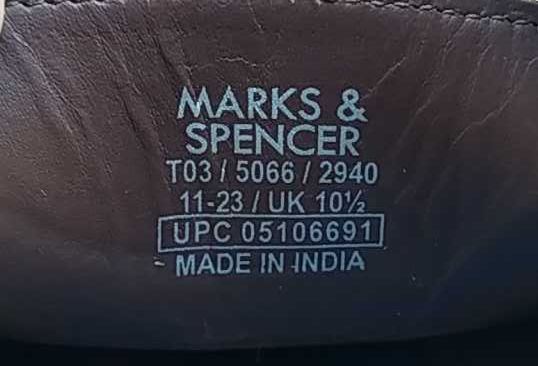 MARKS &
SPENCER
T03 / 5066 / 2940
11-23 / UK 10½
UPC 05106691
MADE IN INDIA